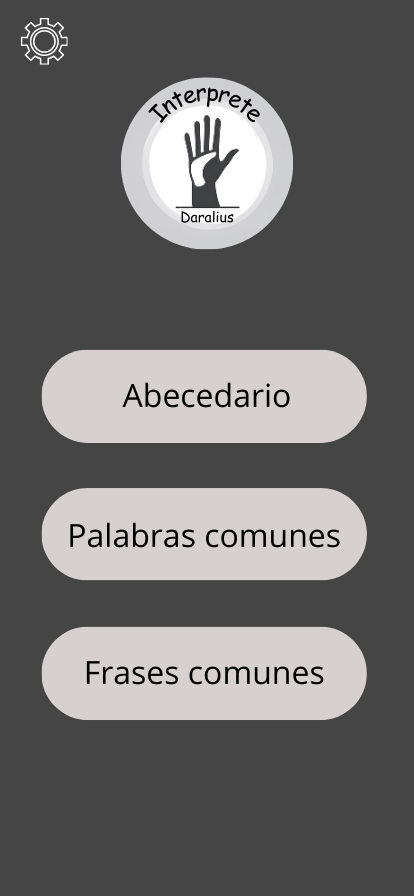 Interprete
Daralius
Abecedario
Palabras comunes
Frases comunes